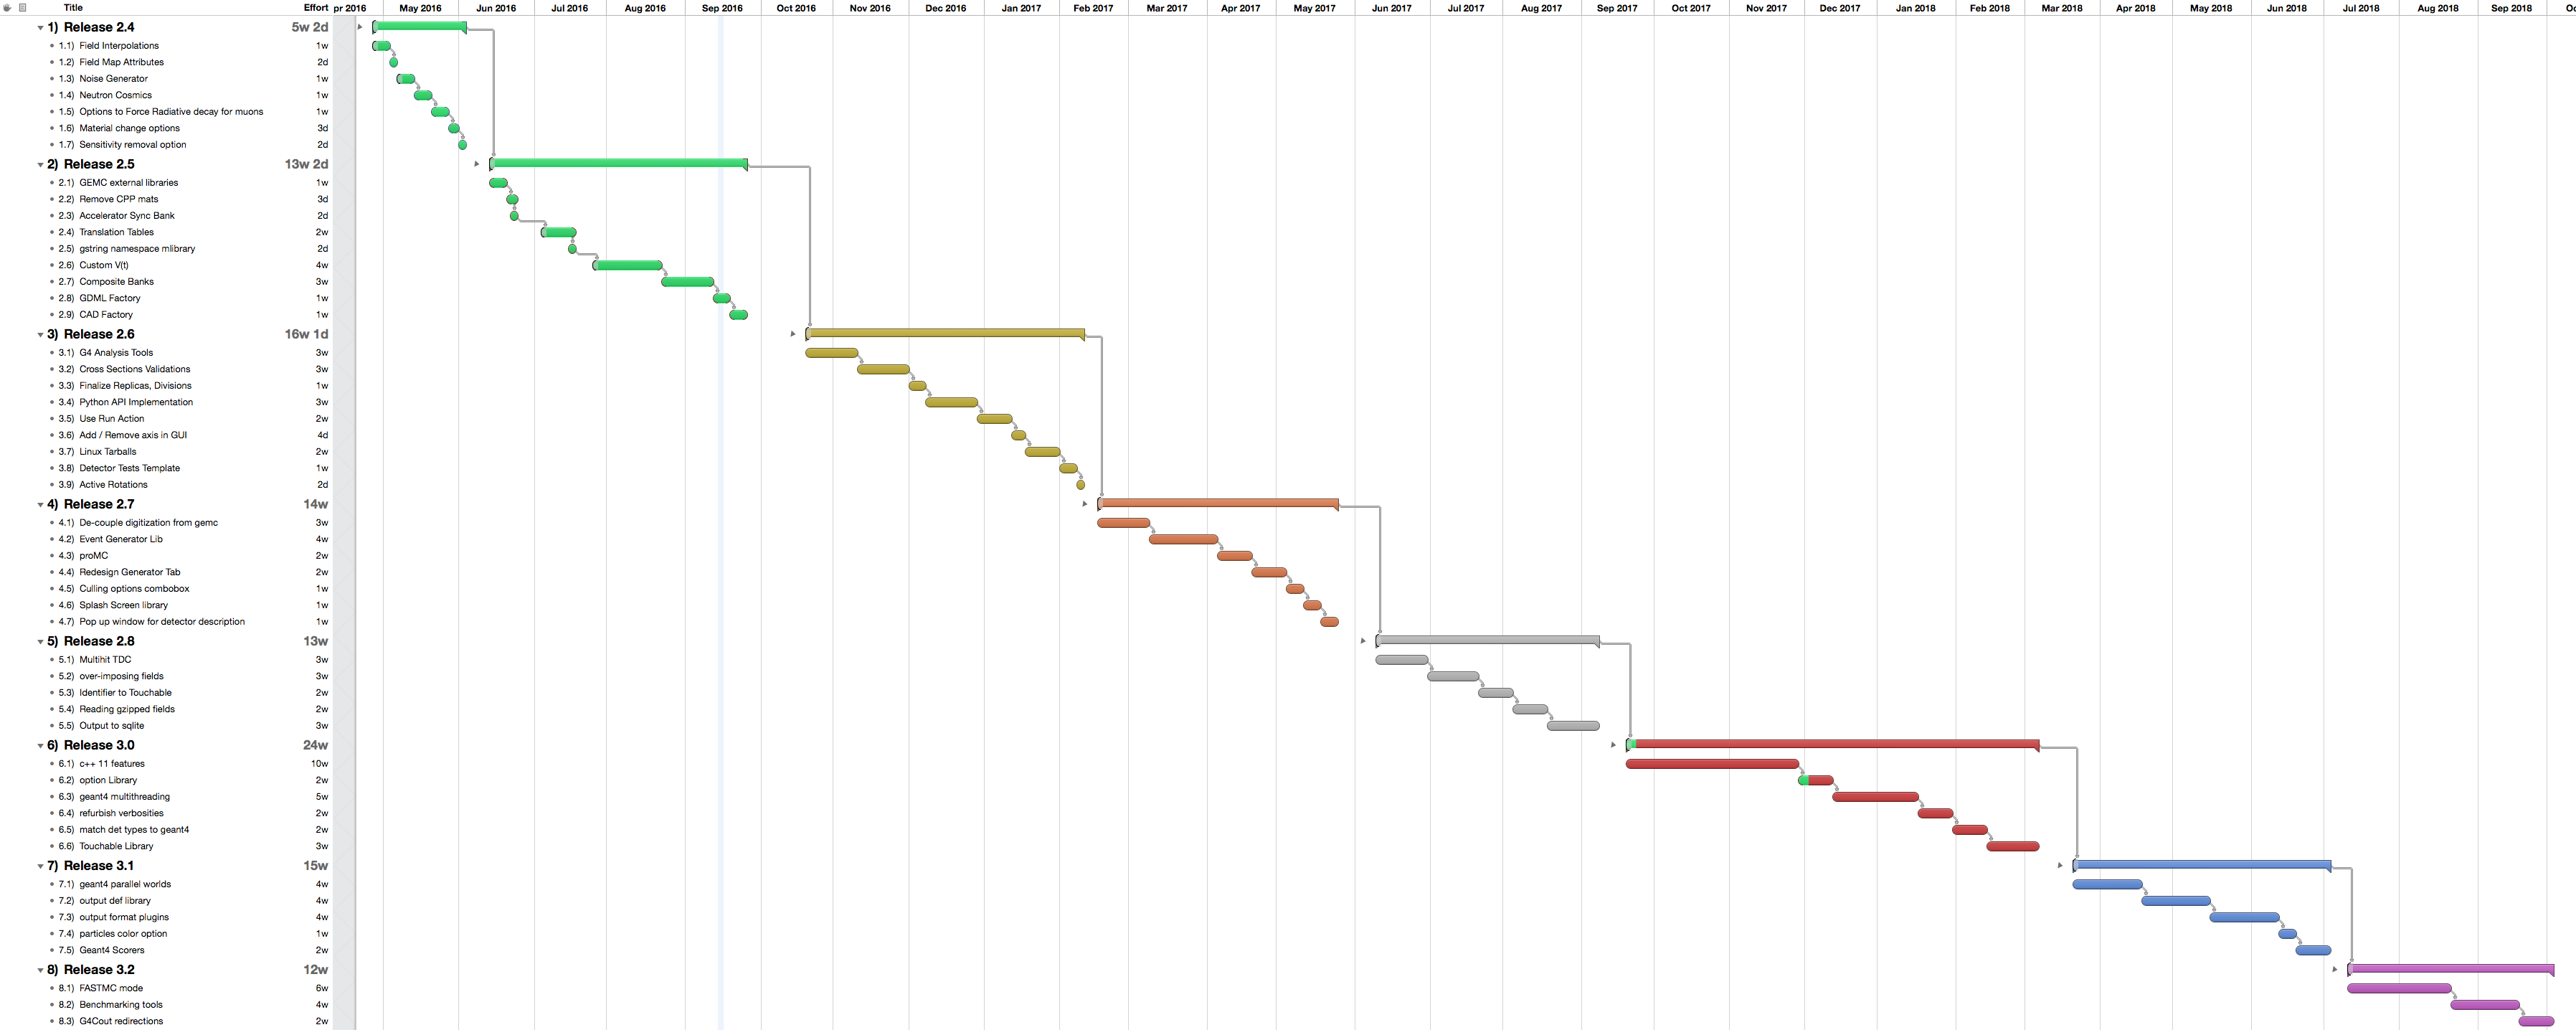 Title Effort pr 2016 May 2016 Jun 2016 Jul 2016 Aug 2016 Sep 2016 Oct 2016 Nov 2016 Dec 2016 Jan 2017 Feb 2017 Mar 2017 Apr 2017 May 2017 Jun 2017 Jul 2017 Aug 2017 Sep 2017 Oct 2017 Nov 2017 Dec 2017 Jan 2018 Feb 2018 Mar 2018 Apr 2018 May 2018 Jun 2018 Jul 2018 Aug 2018 Sep 2018 Oc
1) Release 2.4 5w 2d
1.1) Field Interpolations 1w
1.2) Field Map Attributes 2d
1.3) Noise Generator 1w
1.4) Neutron Cosmics 1w
1.5) Options to Force Radiative decay for muons 1w
1.6) Material change options 3d
1.7) Sensitivity removal option 2d
2) Release 2.5 13w 2d
2.1) GEMC external libraries 1w
2.2) Remove CPP mats 3d
2.3) Accelerator Sync Bank 2d
2.4) Translation Tables 2w
2.5) gstring namespace mlibrary 2d
2.6) Custom V(t) 4w
2.7) Composite Banks 3w
2.8) GDML Factory 1w
2.9) CAD Factory 1w
3) Release 2.6 16w 1d
3.1) G4 Analysis Tools 3w
3.2) Cross Sections Validations 3w
3.3) Finalize Replicas, Divisions 1w
3.4) Python API Implementation 3w
3.5) Use Run Action 2w
3.6) Add / Remove axis in GUI 4d
3.7) Linux Tarballs 2w
3.8) Detector Tests Template 1w
3.9) Active Rotations 2d
4) Release 2.7 14w
4.1) De-couple digitization from gemc 3w
4.2) Event Generator Lib 4w
4.3) proMC 2w
4.4) Redesign Generator Tab 2w
4.5) Culling options combobox 1w
4.6) Splash Screen library 1w
4.7) Pop up window for detector description 1w
5) Release 2.8 13w
5.1) Multihit TDC 3w
5.2) over-imposing fields 3w
5.3) Identifier to Touchable 2w
5.4) Reading gzipped fields 2w
5.5) Output to sqlite 3w
6) Release 3.0 24w
6.1) c++ 11 features 10w
6.2) option Library 2w
6.3) geant4 multithreading 5w
6.4) refurbish verbosities 2w
6.5) match det types to geant4 2w
6.6) Touchable Library 3w
7) Release 3.1 15w
7.1) geant4 parallel worlds 4w
7.2) output def library 4w
7.3) output format plugins 4w
7.4) particles color option 1w
7.5) Geant4 Scorers 2w
8) Release 3.2 12w
8.1) FASTMC mode 6w
8.2) Benchmarking tools 4w
8.3) G4Cout redirections 2w